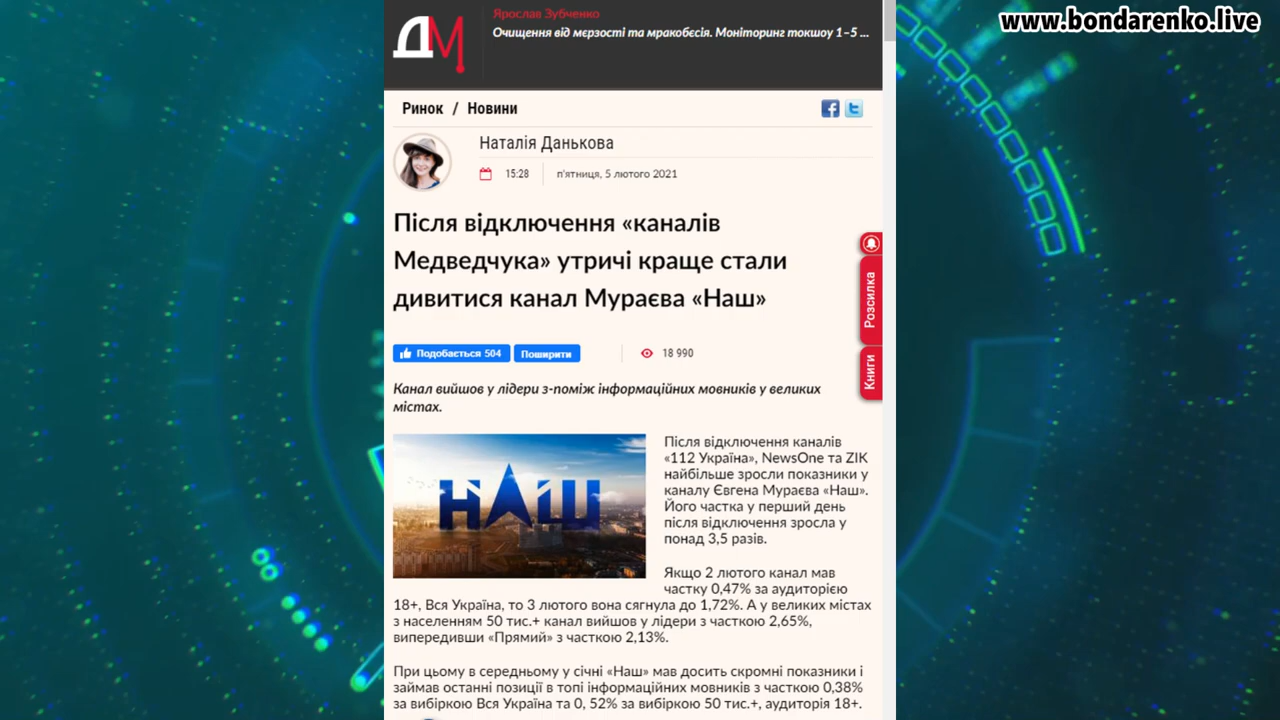 www.bondarenko.live
ДМ
Ярослав Зубченко
Очищення від мєрзості та мракобєсія. Моніторинг токшоу 1–5 ...
Ринок / Новини
Наталія Данькова
15:28 п'ятниця, 5 лютого 2021
Після відключення «каналів
Медведчука» утричі краще стали
дивитися канал Мураєва «Наш»
Розсилка
Книги
Подобається 504 Поширити 18 990
Канал вийшов у лідери з-поміж інформаційних мовників у великих
містах.
НАШ
Після відключення каналів
«112 Україна», NewsOne та ZIK
найбільше зросли показники у
каналу Євгена Мураєва «Наш».
Його частка у перший день
після відключення зросла у
понад 3,5 разів.
Якщо 2 лютого канал мав
частку 0,47% за аудиторією
18+, Вся Україна, то 3 лютого вона сягнула до 1,72%. А у великих містах
з населенням 50 тис.+ канал вийшов у лідери з часткою 2,65%,
випередивши «Прямий» з часткою 2,13%.
При цьому в середньому у січні «Наш» мав досить скромні показники і
займав останні позиції в топі інформаційних мовників з часткою 0,38%
за вибіркою Вся Україна та 0, 52% за вибіркою 50 тис.+, аудиторія 18+.